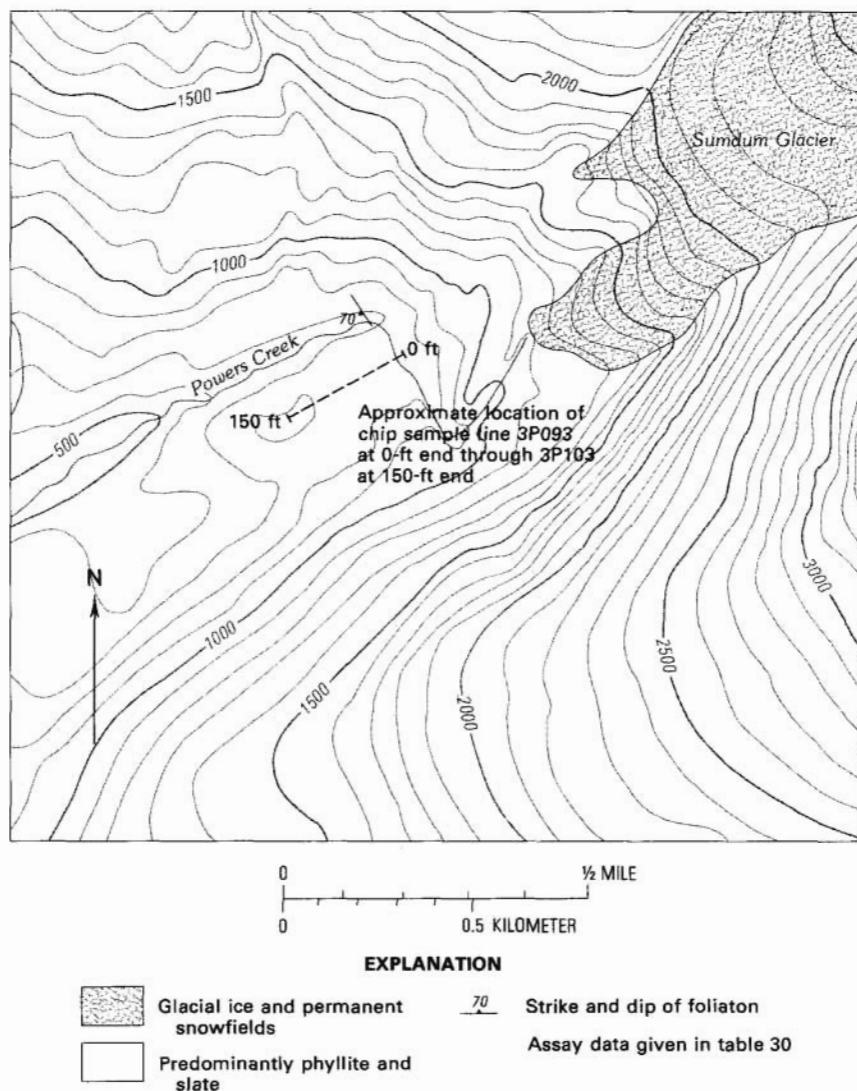 2000
1500
Sumdum Glacier
1000
70
0 ft
Powers Creek
150 ft
Approximate location of
chip sample line 3P093
at 0-ft end through 3P103
at 150-ft end
500
N
3000
1000
2500
1500
2000
0 ½ MILE
0 0.5 KILOMETER
EXPLANATION
Glacial ice and permanent
snowfields
70 Strike and dip of foliaton
Assay data given in table 30
Predominantly phyllite and
slate